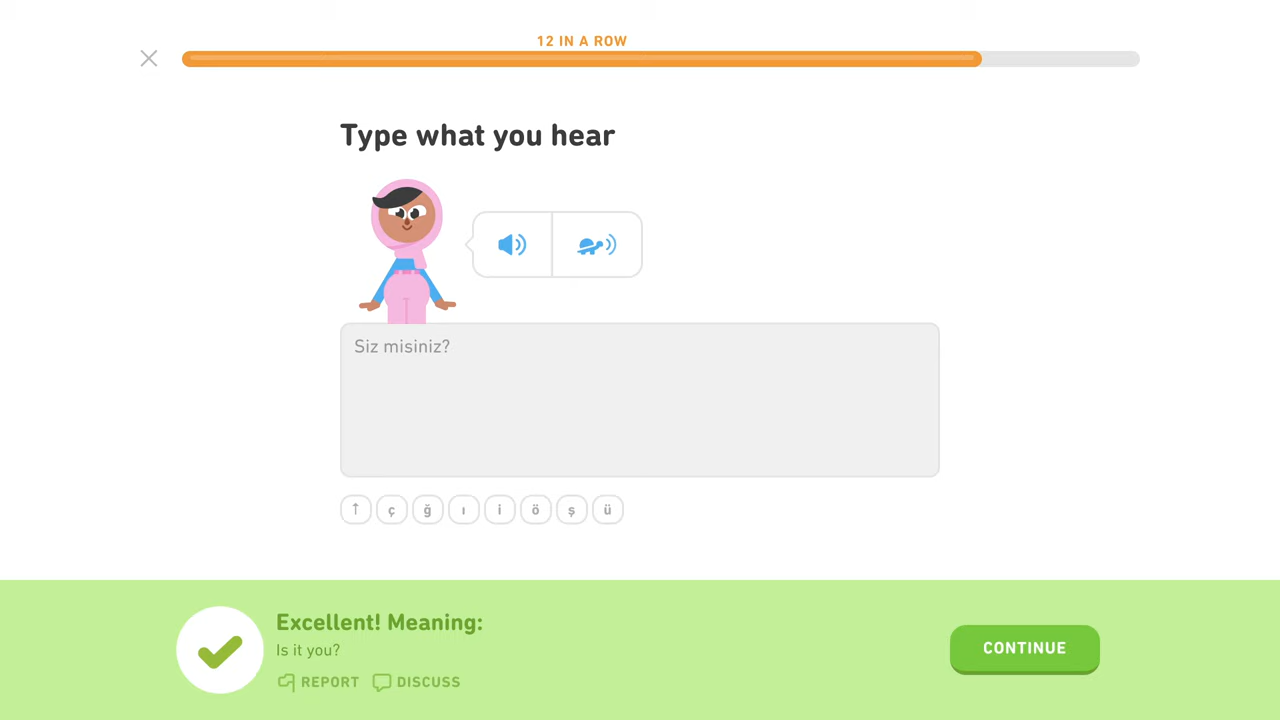 12 IN A ROW
Type what you hear
Siz misiniz?
↑ ç ğ ı i ö ş ü
Excellent! Meaning:
Is it you?
REPORT DISCUSS
CONTINUE